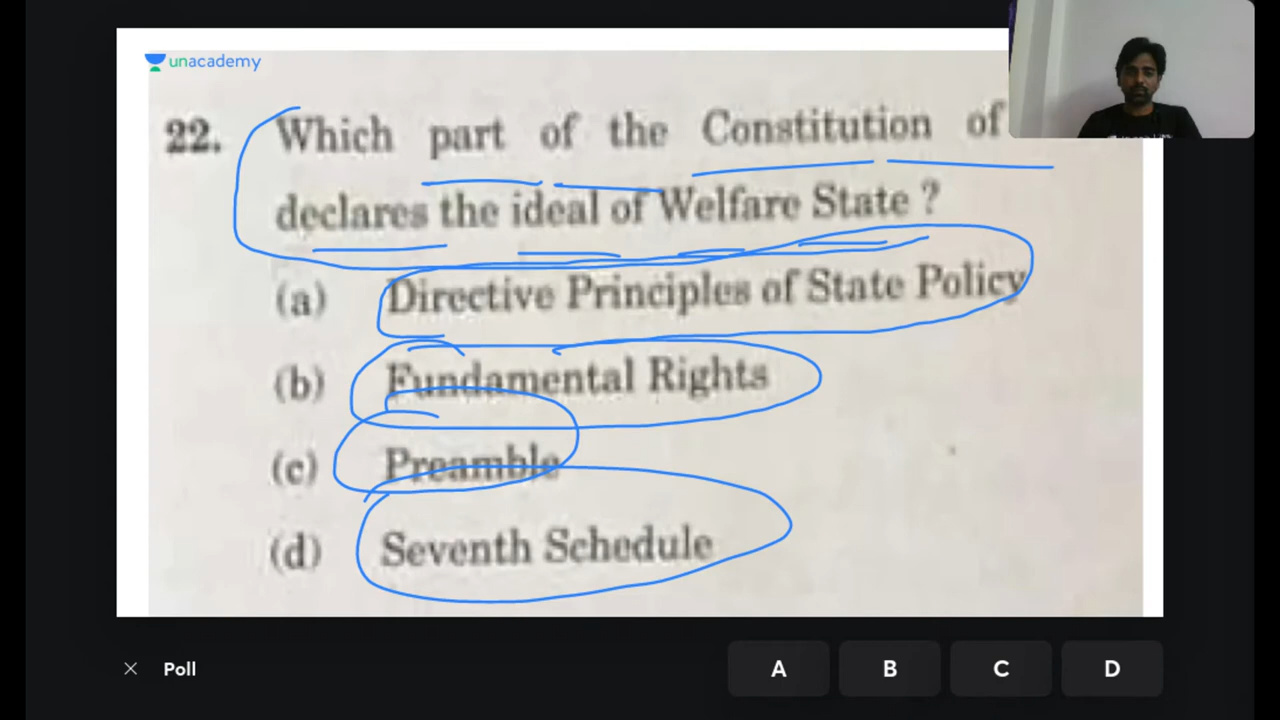 unacademy
22. Which part of the Constitution of
declares the ideal of Welfare State ?
(a) Directive Principles of State Policy
(b) Fundamental Rights
(c) Preamble
(d) Seventh Schedule
× Poll
A B C D